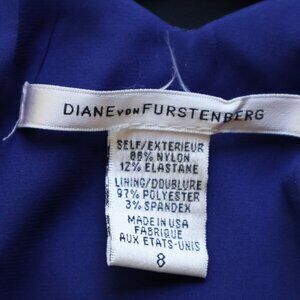 DIANE VON FURSTENBERG
SELF/EXTERIEUR
88% NYLON
12% ELASTANE
LINING/DOUBLURE
97% POLYESTER
3% SPANDEX
MADE IN USA
FABRIQUE
AUX ETATS-UNIS
8